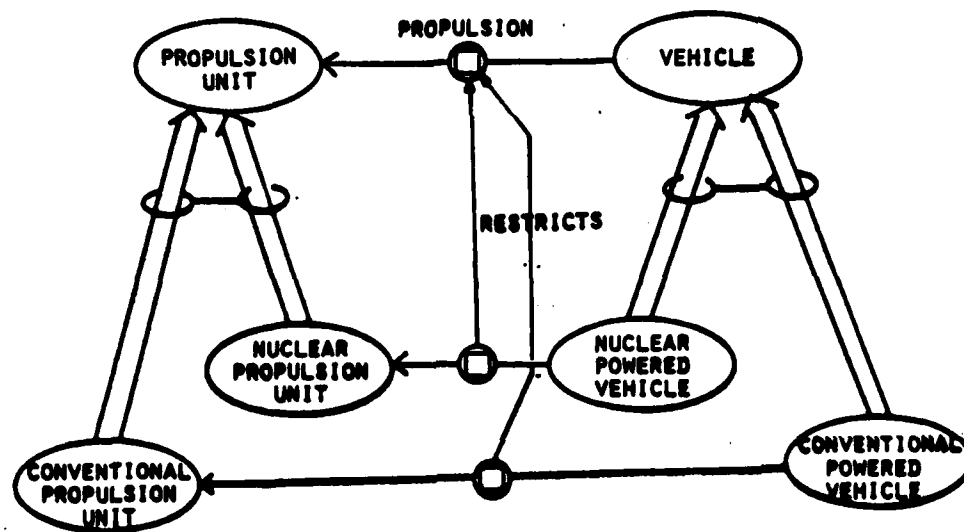 PROPULSION
PROPULSION
UNIT
VEHICLE
RESTRICTS
NUCLEAR
PROPULSION
UNIT
NUCLEAR
POWERED
VEHICLE
CONVENTIONAL
PROPULSION
UNIT
CONVENTIONAL
POWERED
VEHICLE